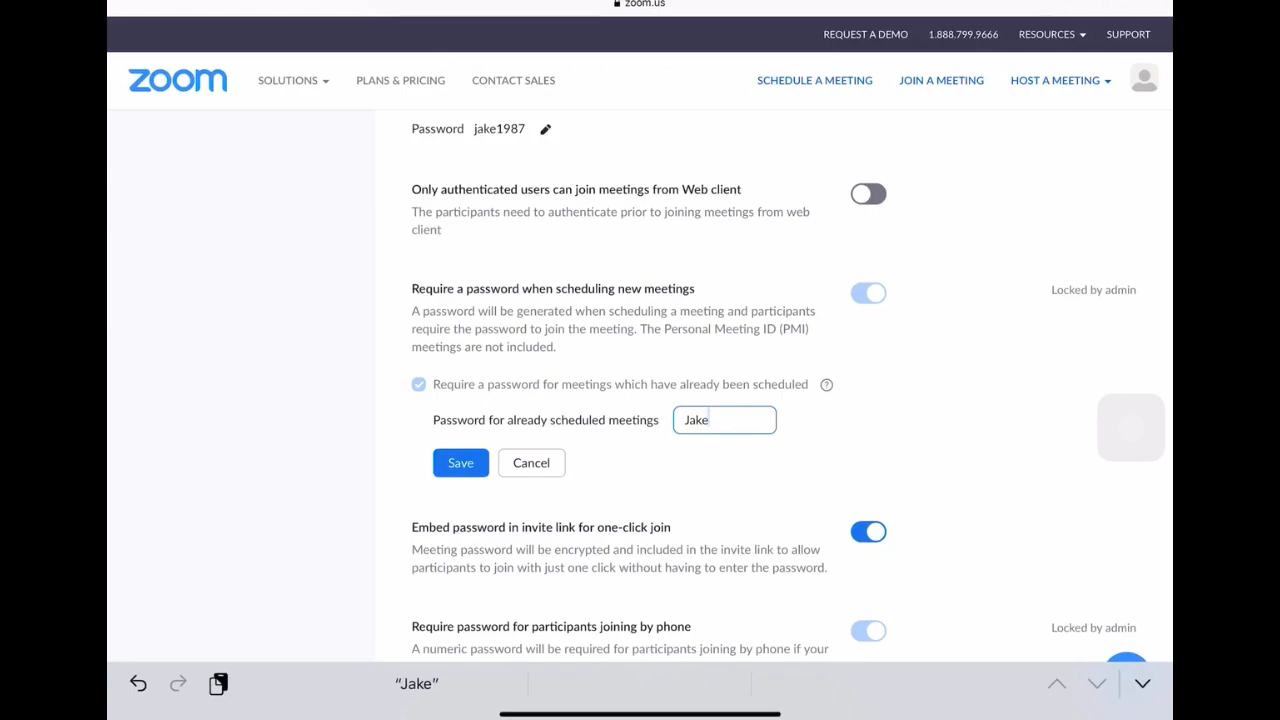 zoom.us
REQUEST A DEMO 1.888.799.9666 RESOURCES SUPPORT
zoom SOLUTIONS PLANS & PRICING CONTACT SALES SCHEDULE A MEETING JOIN A MEETING HOST A MEETING
Password jake1987
Only authenticated users can join meetings from Web client
The participants need to authenticate prior to joining meetings from web
client
Require a password when scheduling new meetings Locked by admin
A password will be generated when scheduling a meeting and participants
require the password to join the meeting. The Personal Meeting ID (PMI)
meetings are not included.
Require a password for meetings which have already been scheduled ?
Password for already scheduled meetings Jake
Save Cancel
Embed password in invite link for one-click join
Meeting password will be encrypted and included in the invite link to allow
participants to join with just one click without having to enter the password.
Require password for participants joining by phone Locked by admin
A numeric password will be required for participants joining by phone if your
“Jake”